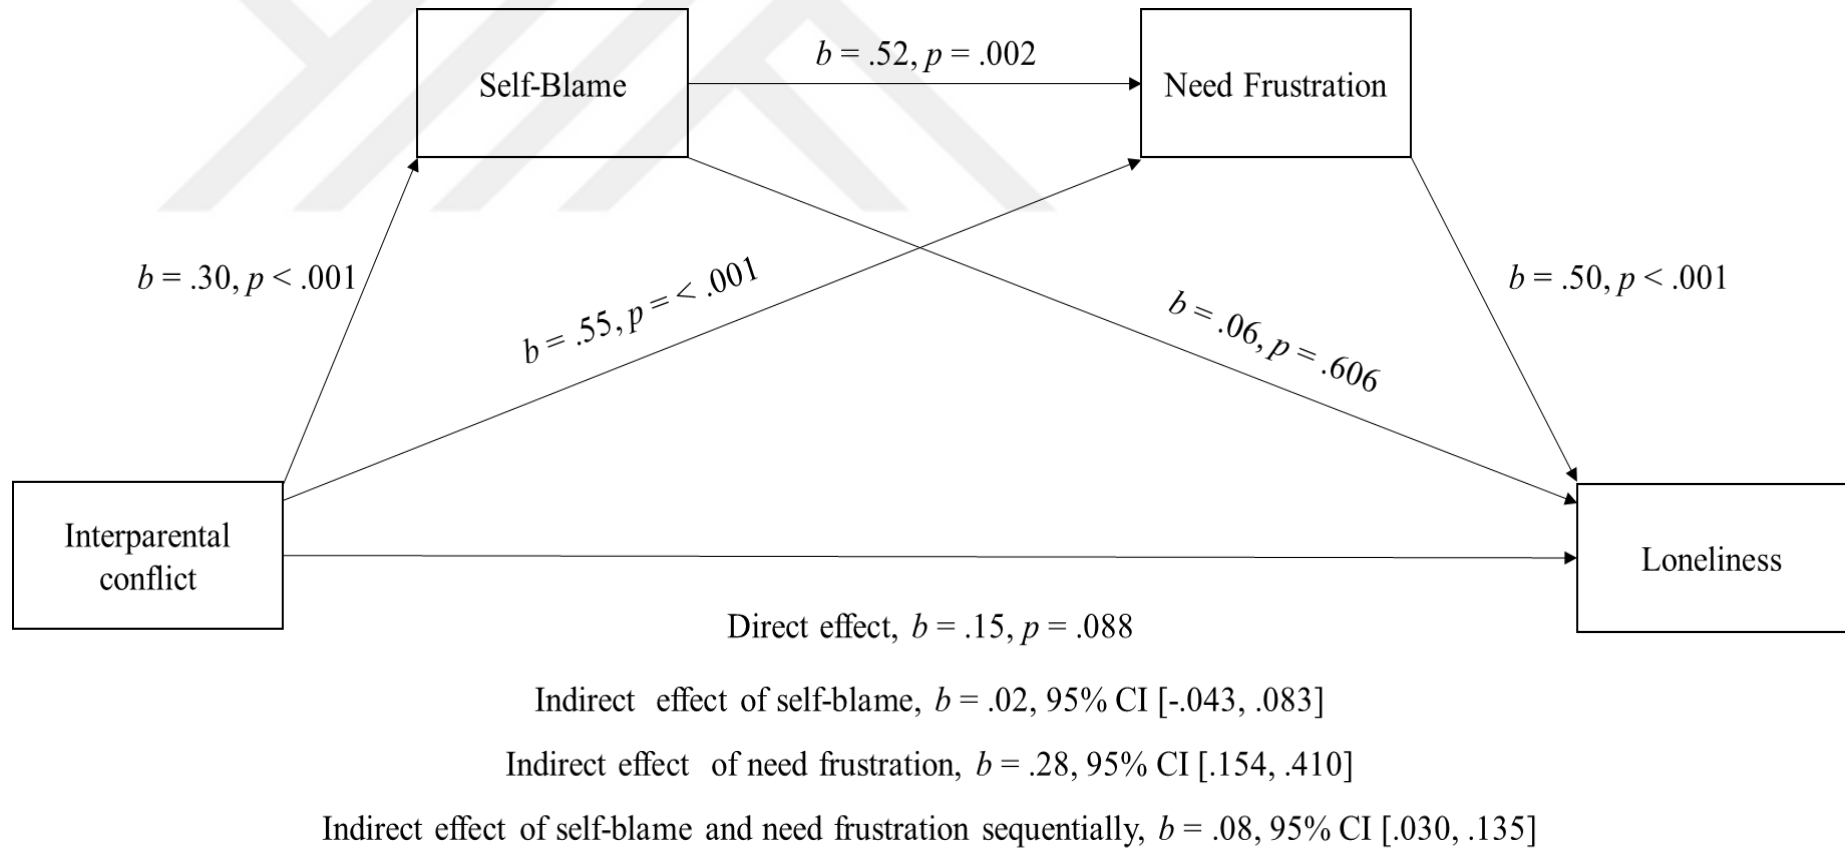 b = .52, p = .002
Self-Blame
Need Frustration
b = .30, p < .001
b = .55, p = < .001
b = .06, p = .606
b = .50, p < .001
Interparental
conflict
Loneliness
Direct effect, b = .15, p = .088
Indirect effect of self-blame, b = .02, 95% CI [-.043, .083]
Indirect effect of need frustration, b = .28, 95% CI [.154, .410]
Indirect effect of self-blame and need frustration sequentially, b = .08, 95% CI [.030, .135]